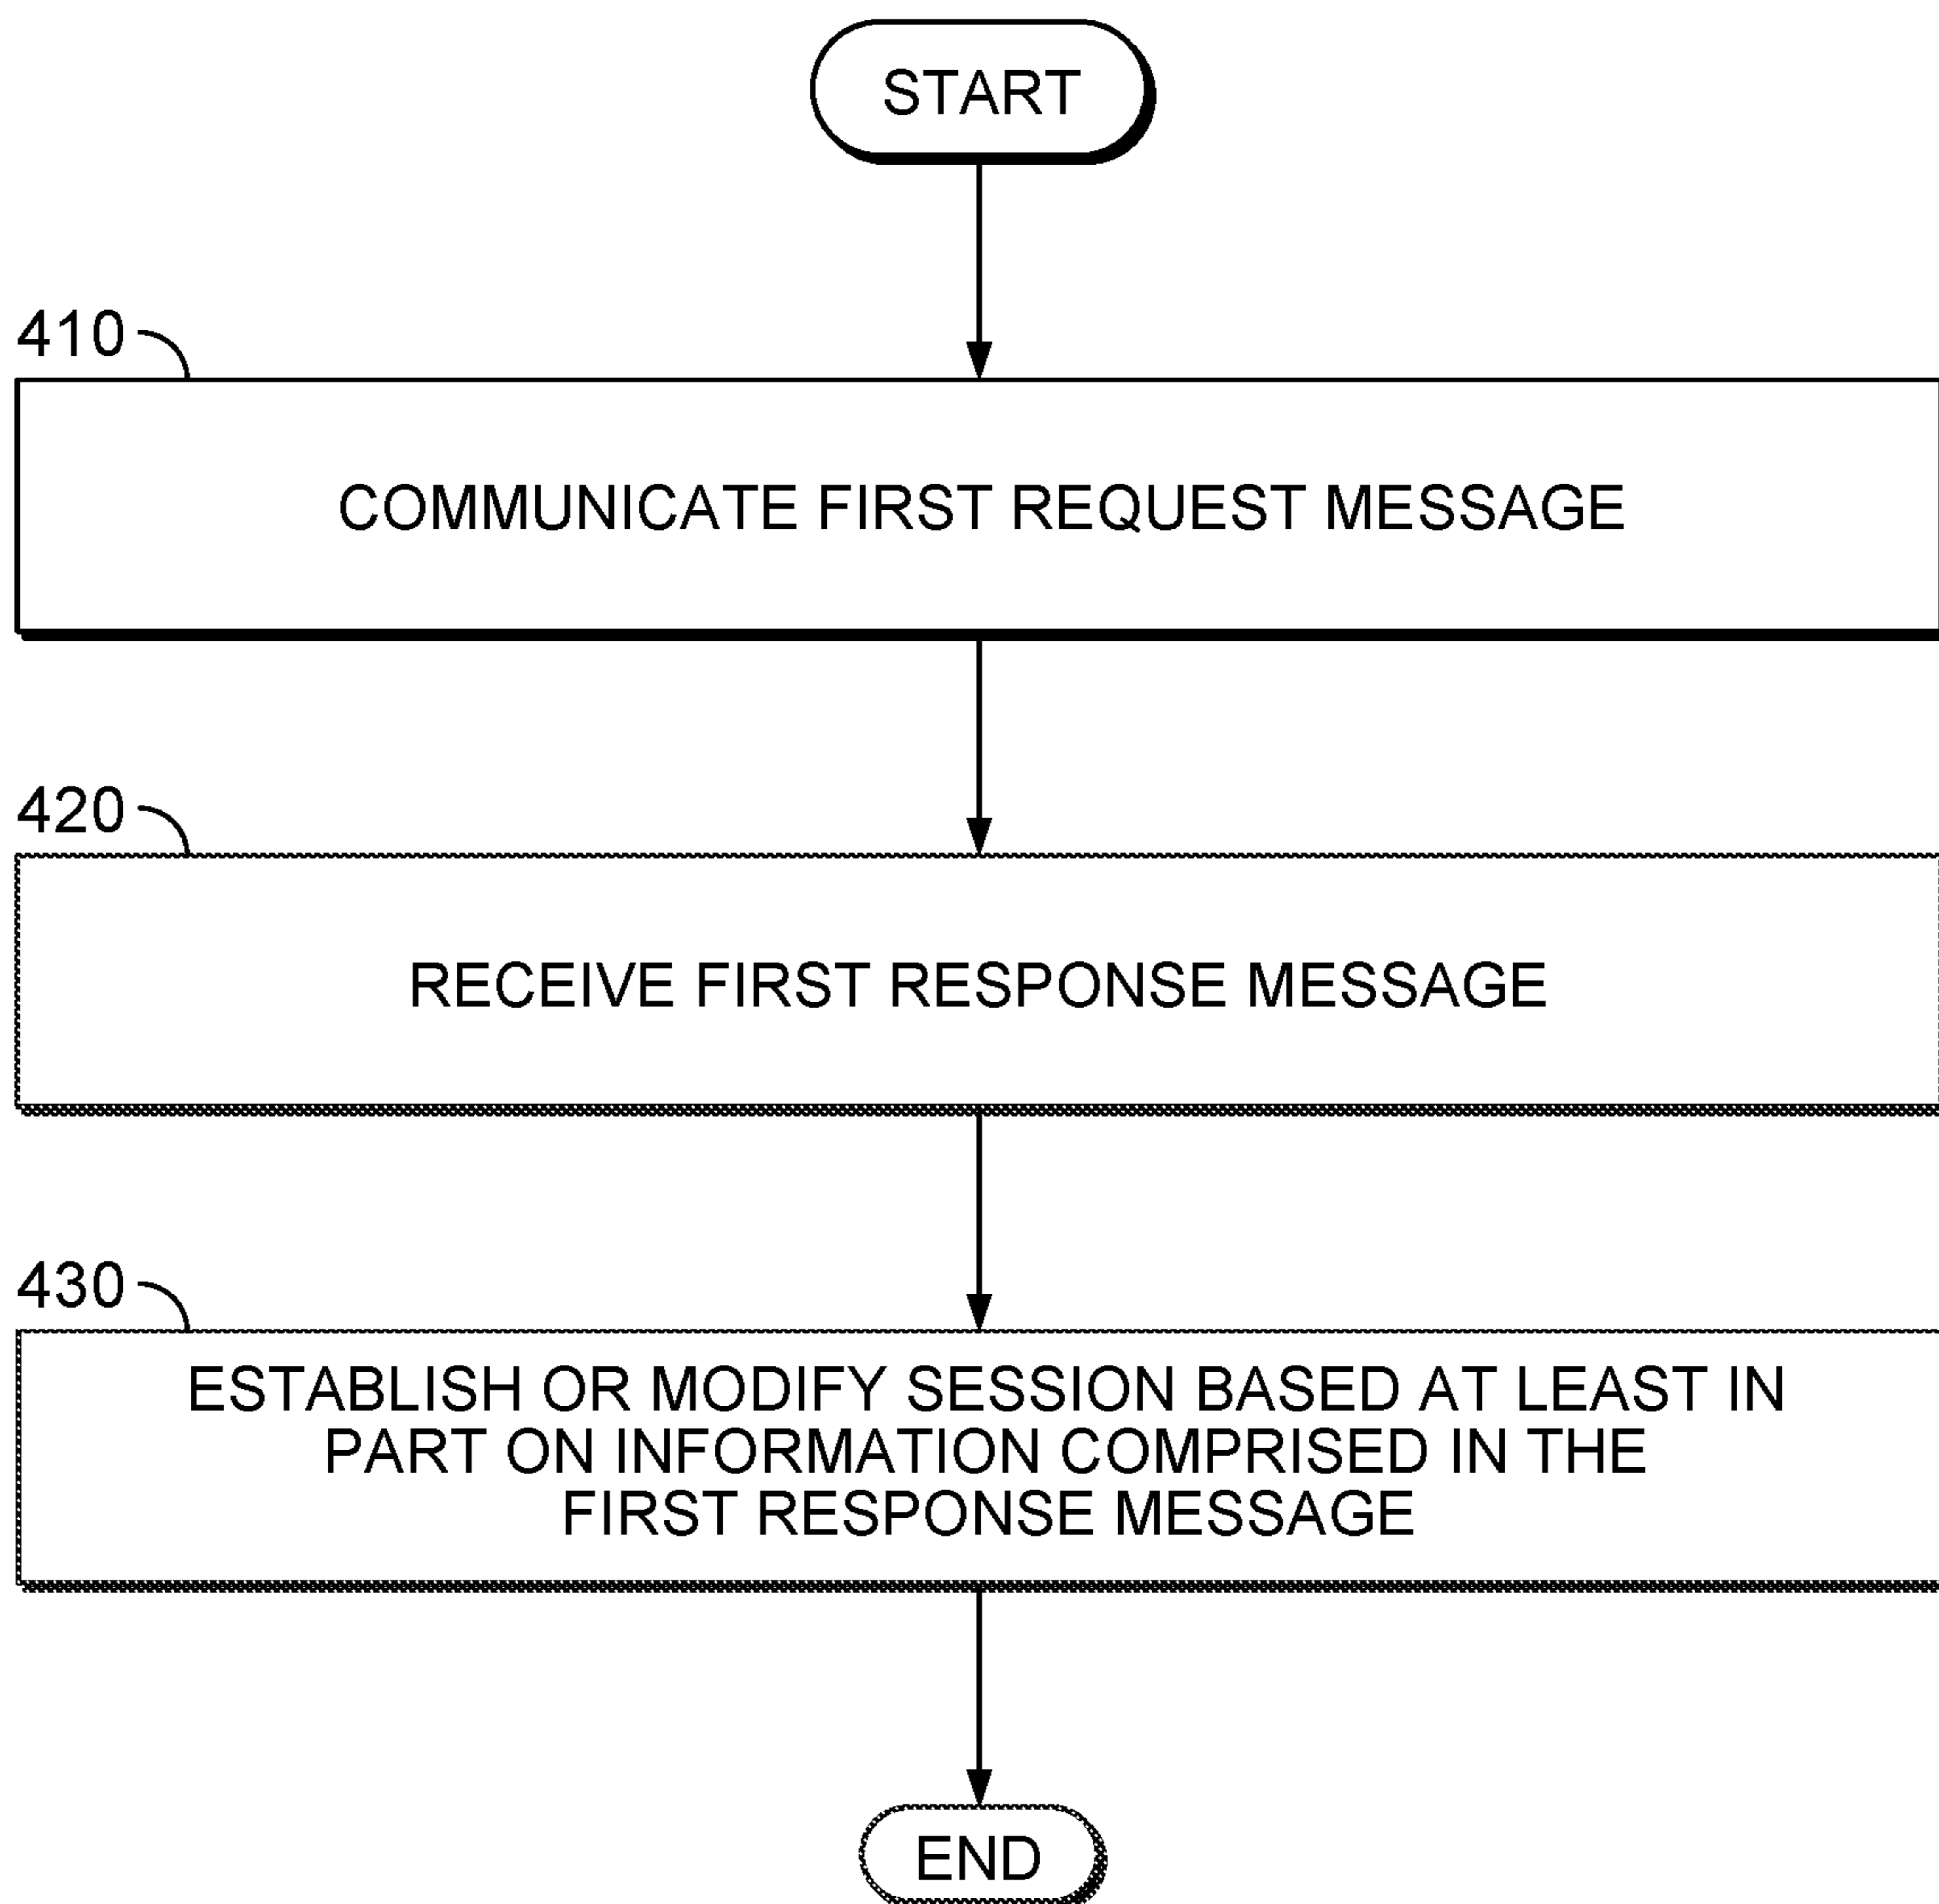 START
410
COMMUNICATE FIRST REQUEST MESSAGE
420
RECEIVE FIRST RESPONSE MESSAGE
430
ESTABLISH OR MODIFY SESSION BASED AT LEAST IN
PART ON INFORMATION COMPRISED IN THE
FIRST RESPONSE MESSAGE
END